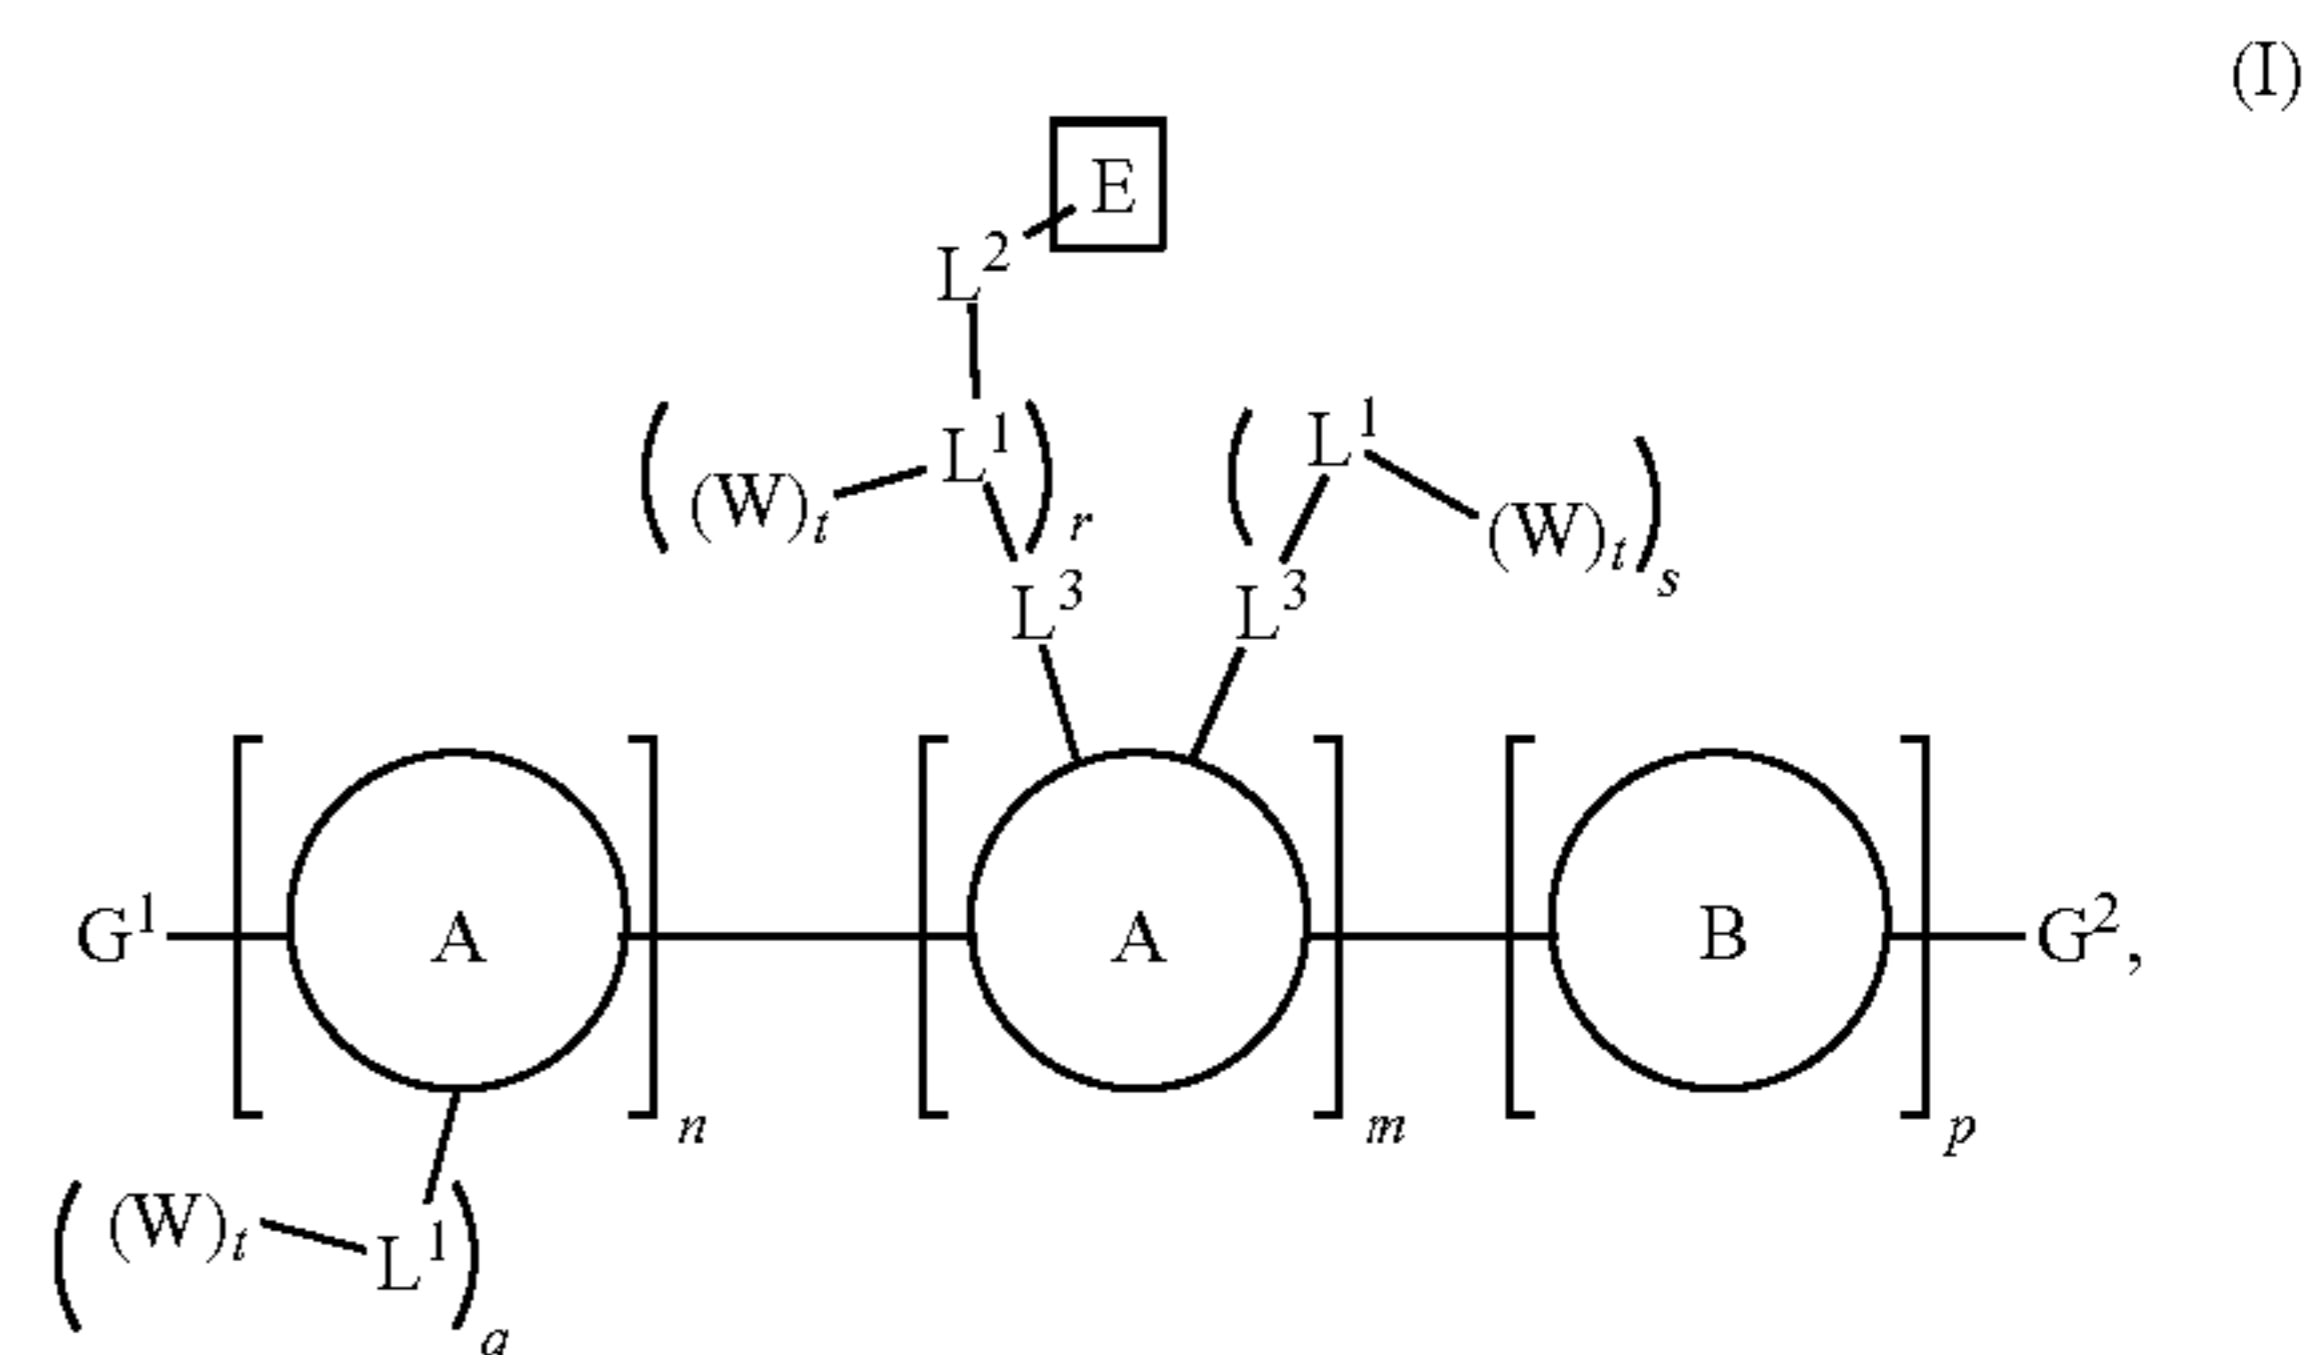 (I)
E
L²
(W)t L¹ r L¹ (W)t s
L³ L³
G¹ A n A m B p G²,
(W)t L¹ q